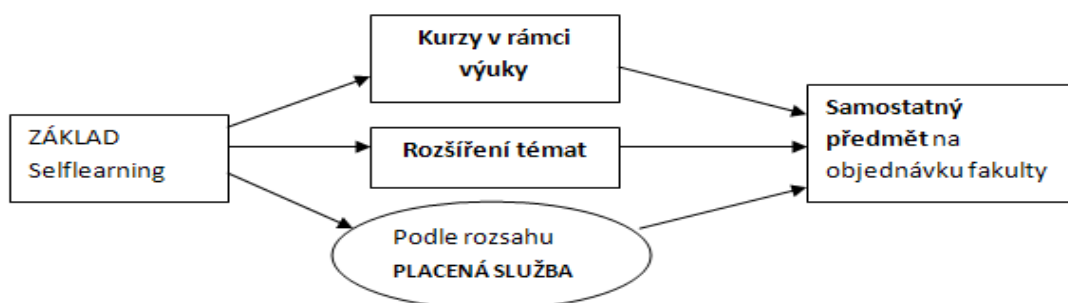 ZÁKLAD
Selflearning
Kurzy v rámci
výuky
Rozšíření témat
Podle rozsahu
PLACENÁ SLUŽBA
Samostatný
předmět na
objednávku fakulty